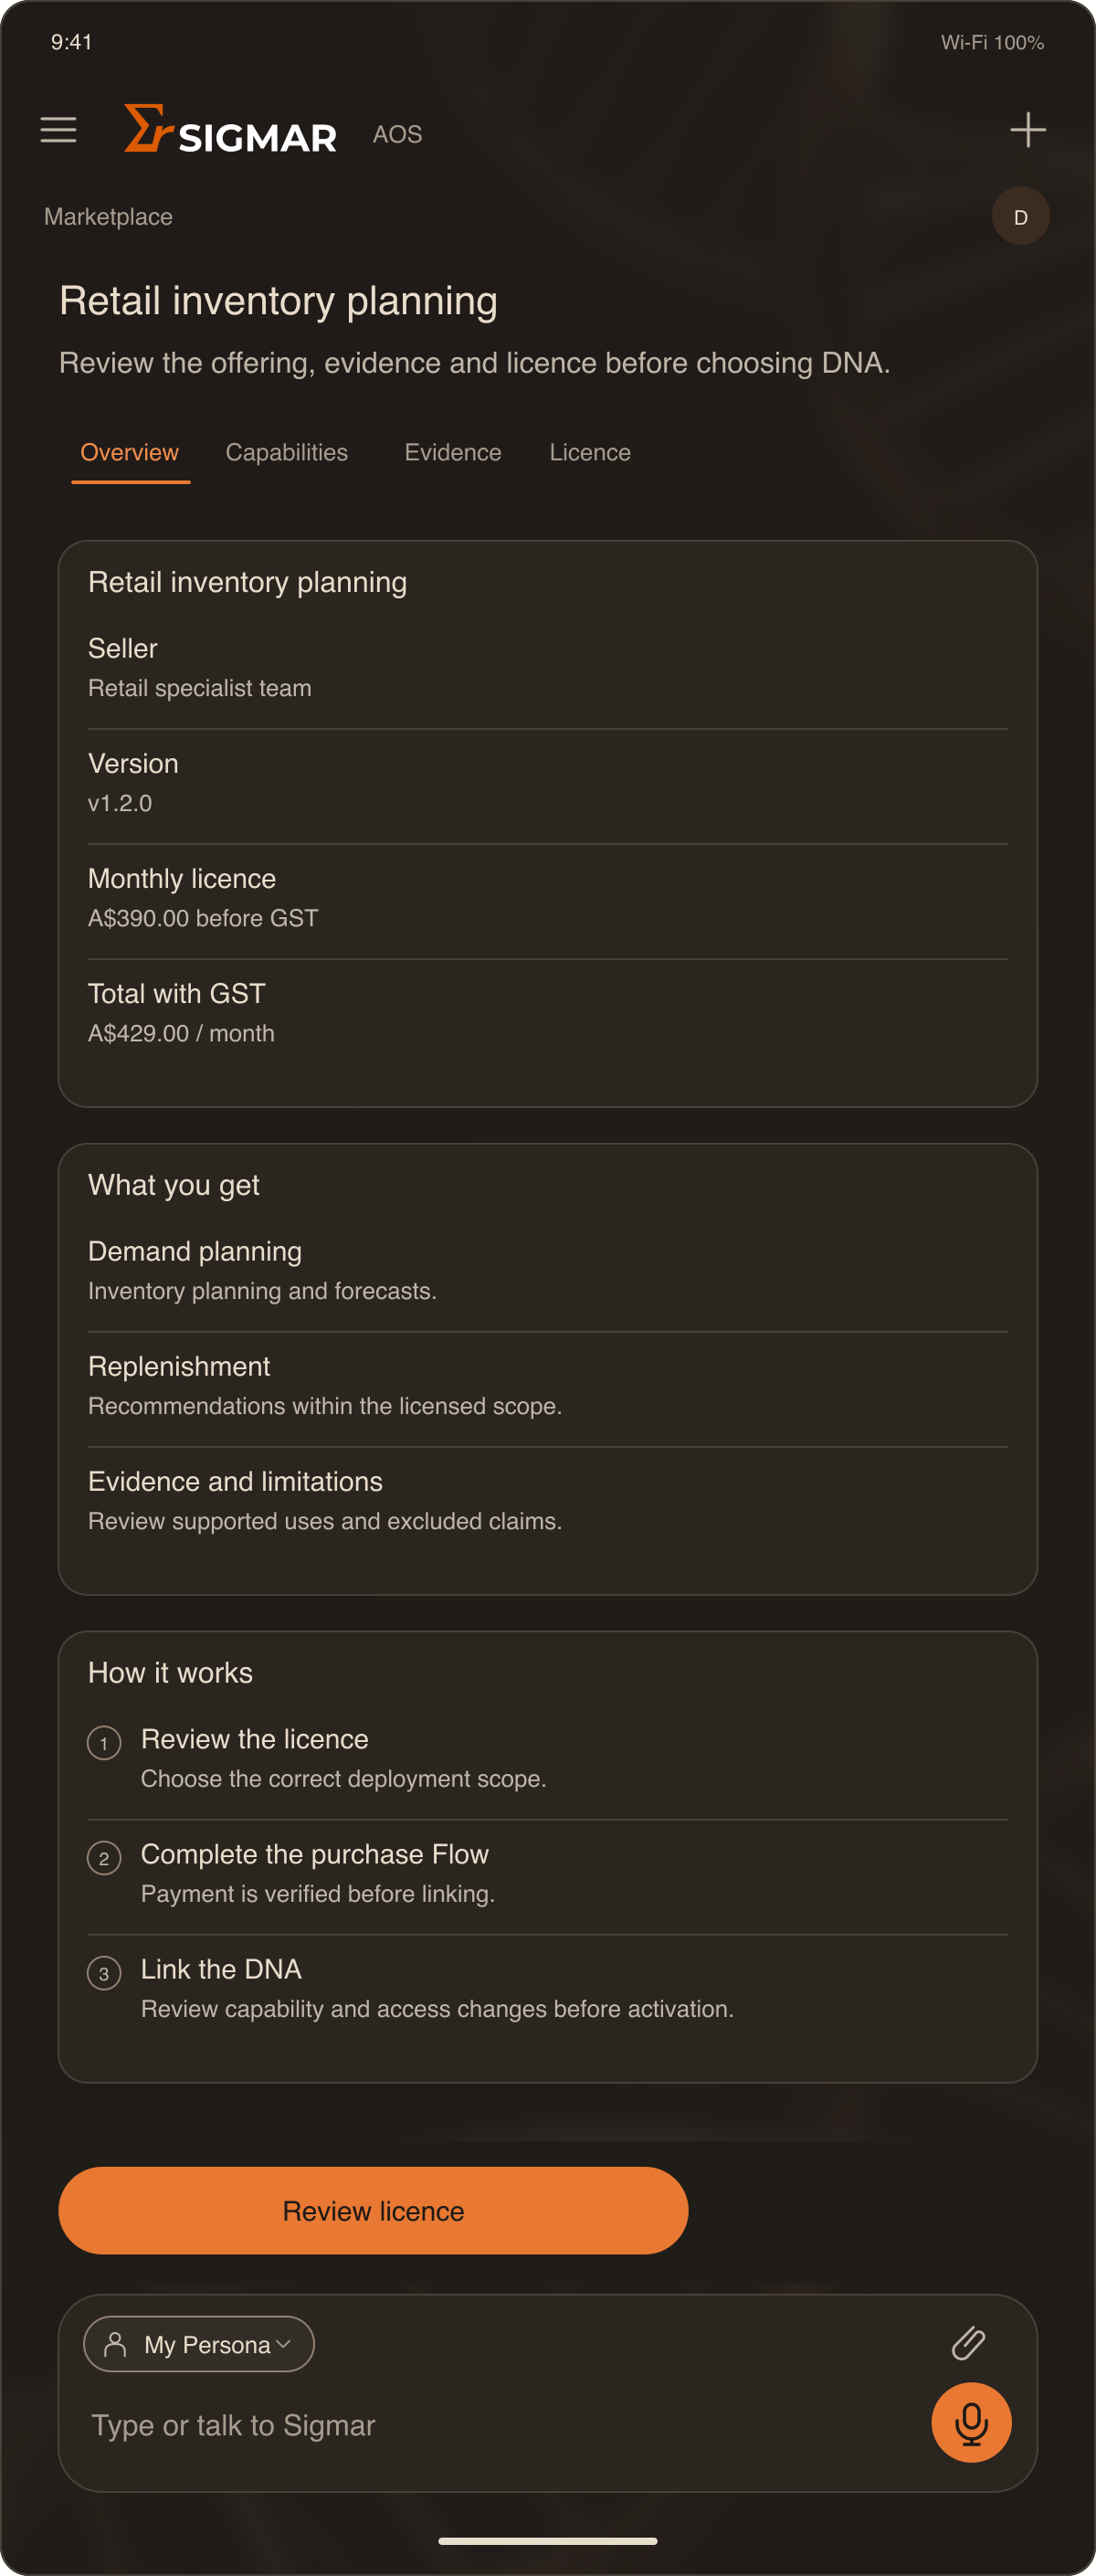 9:41
Wi-Fi 100%
Σr SIGMAR AOS
Marketplace
D
Retail inventory planning
Review the offering, evidence and licence before choosing DNA.
Overview Capabilities Evidence Licence
Retail inventory planning
Seller
Retail specialist team
Version
v1.2.0
Monthly licence
A$390.00 before GST
Total with GST
A$429.00 / month
What you get
Demand planning
Inventory planning and forecasts.
Replenishment
Recommendations within the licensed scope.
Evidence and limitations
Review supported uses and excluded claims.
How it works
1 Review the licence
Choose the correct deployment scope.
2 Complete the purchase Flow
Payment is verified before linking.
3 Link the DNA
Review capability and access changes before activation.
Review licence
My Persona
Type or talk to Sigmar